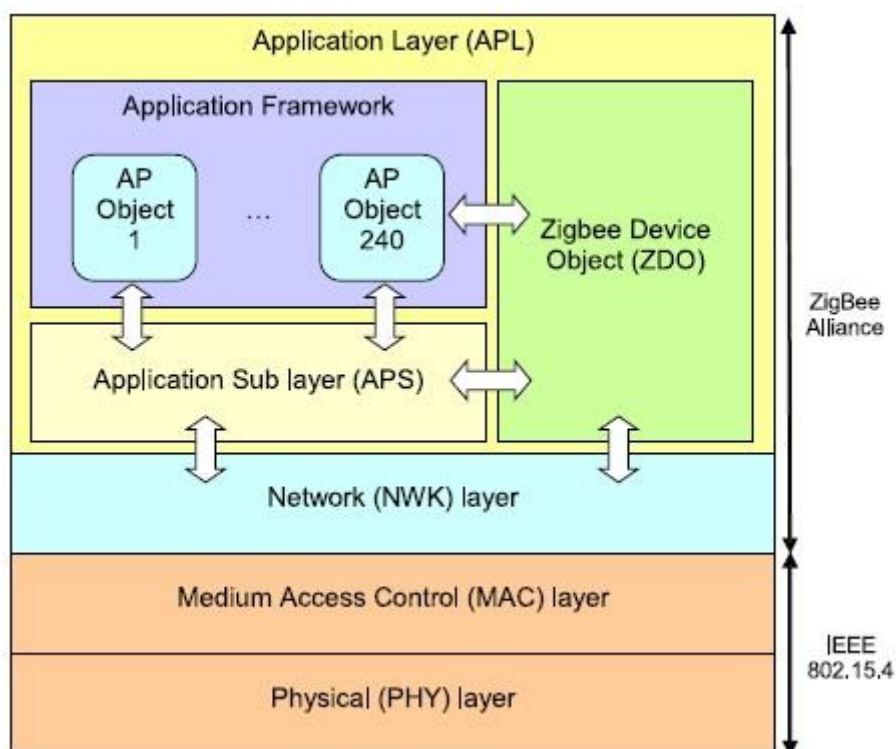 Application Layer (APL)
Application Framework
AP
Object
1
...
AP
Object
240
Zigbee Device
Object (ZDO)
Application Sub layer (APS)
Network (NWK) layer
Medium Access Control (MAC) layer
Physical (PHY) layer
ZigBee
Alliance
IEEE
802.15.4